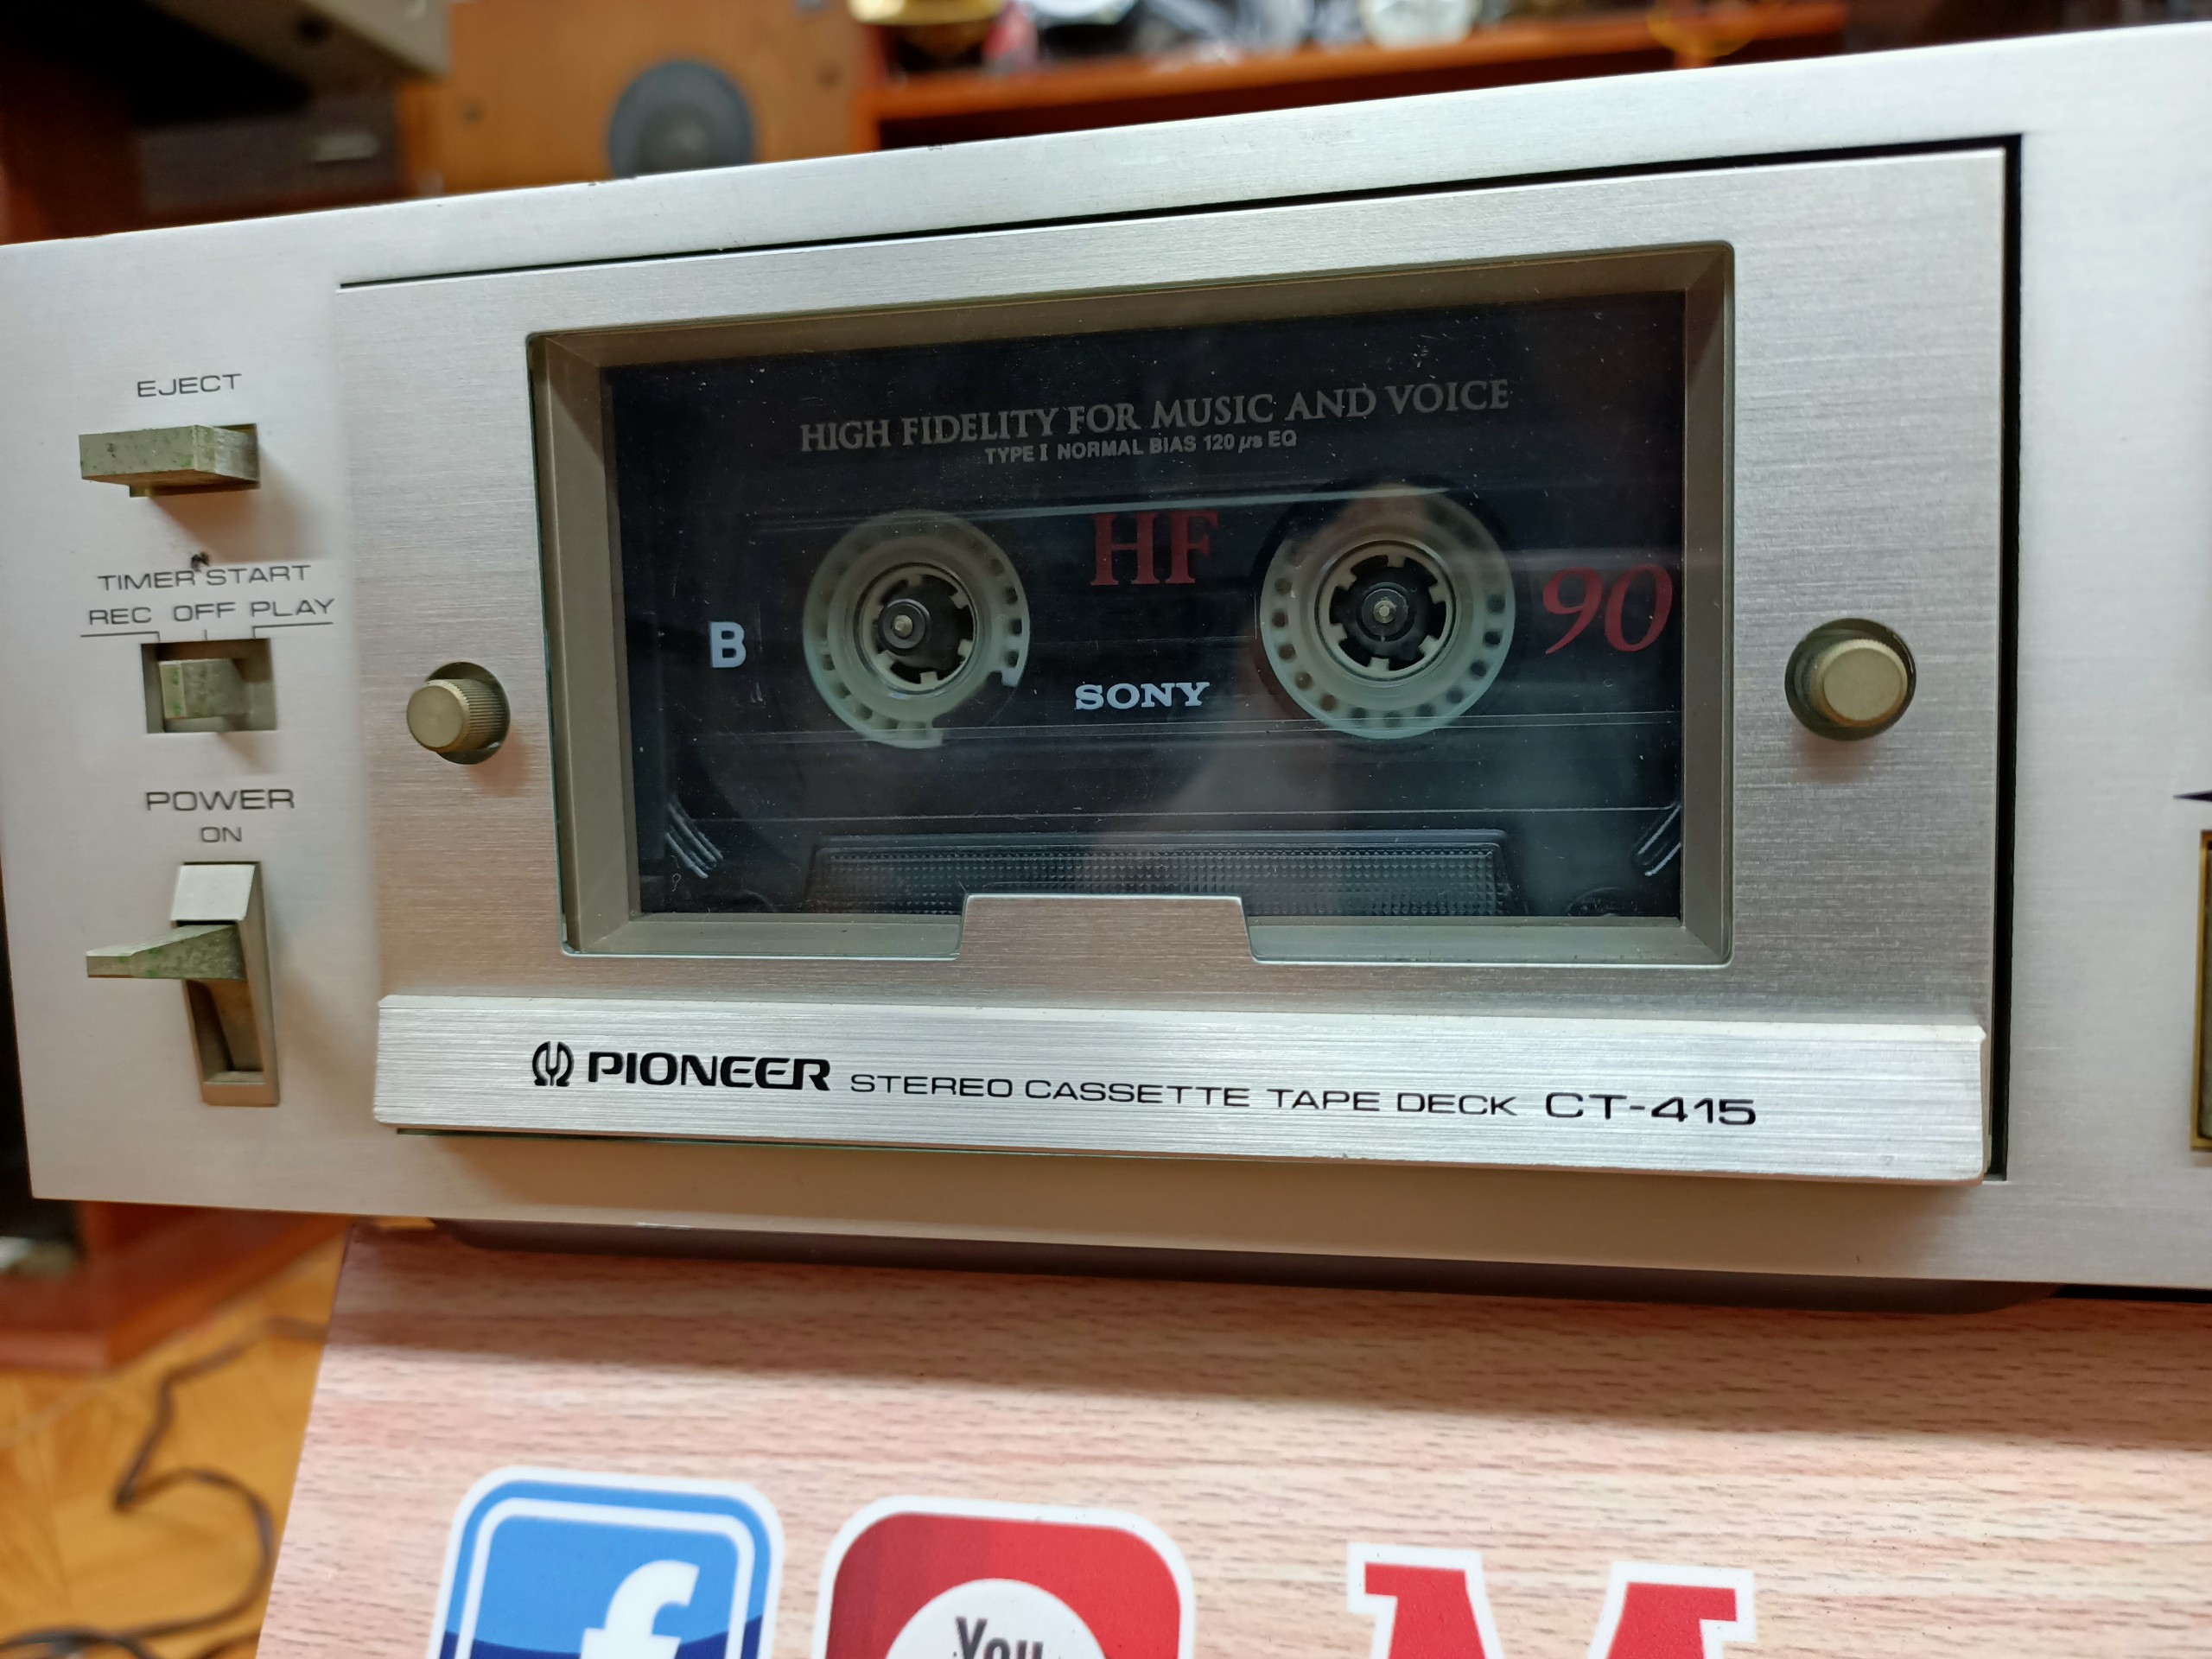 EJECT
TIMER START
REC OFF PLAY
POWER
ON
HIGH FIDELITY FOR MUSIC AND VOICE
TYPE I NORMAL BIAS 120 µs EQ
HF
90
B
SONY
PIONEER STEREO CASSETTE TAPE DECK CT-415
f
You
M